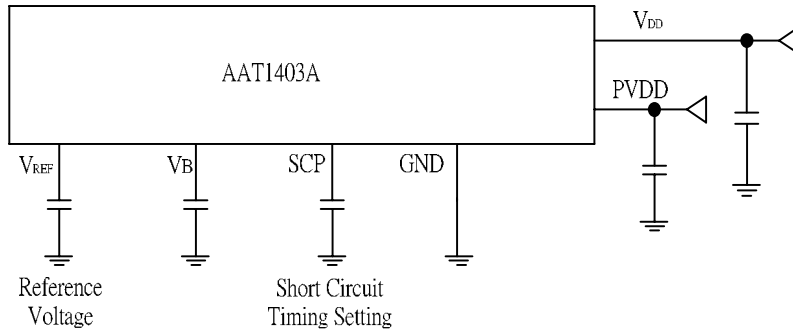 VDD
AAT1403A
PVDD
VREF
VB
SCP
GND
Reference
Voltage
Short Circuit
Timing Setting